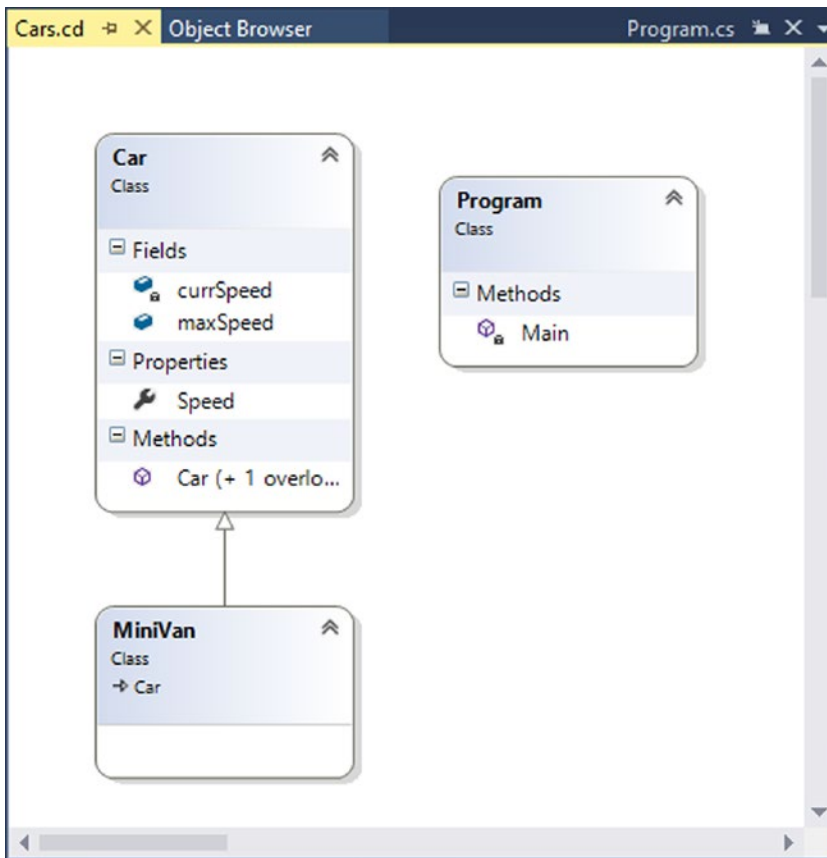 Cars.cd
Object Browser
Program.cs
Car
Class
Fields
currSpeed
maxSpeed
Properties
Speed
Methods
Car (+ 1 overlo...
Program
Class
Methods
Main
MiniVan
Class
Car